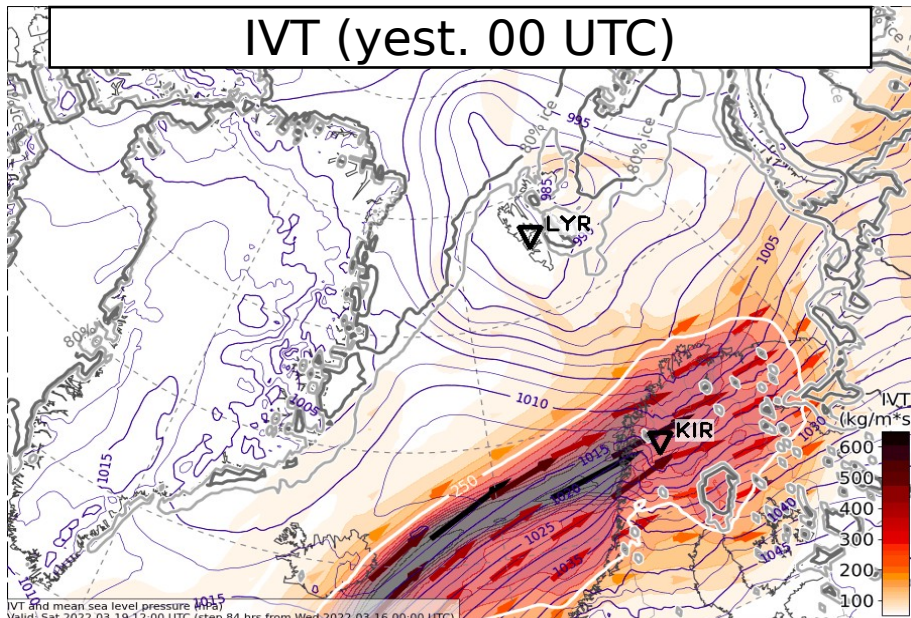 IVT (yest. 00 UTC)
995
80% ice
80% ice
ice
985
LYR
995
1005
80%
1005
1010
IVT
(kg/m*s
KIR
1030
1015
1015
250
1020
600
500
1040
1025
400
1045
300
1035
200
1010
0
100
IVT and mean sea level pressure (hPa)
Valid: Sat 2022-03-19 12:00 UTC (step 84 hrs from Wed 2022-03-16 00:00 UTC)